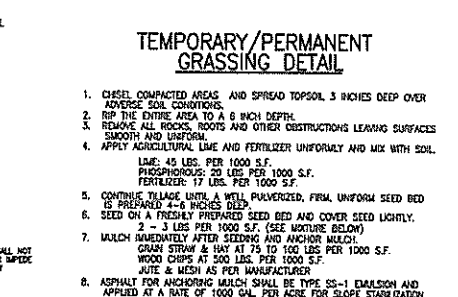 TEMPORARY/PERMANENT
GRASSING DETAIL
1. CHISEL COMPACTED AREAS AND SPREAD TOPSOIL 3 INCHES DEEP OVER
ADVERSE SOIL CONDITIONS.
2. RIP THE ENTIRE AREA TO A 6 INCH DEPTH.
3. REMOVE ALL ROCKS, ROOTS AND OTHER OBSTRUCTIONS LEAVING SURFACES
SMOOTH AND UNIFORM.
4. APPLY AGRICULTURAL LIME AND FERTILIZER UNIFORMLY AND MIX WITH SOIL.
LIME: 45 LBS. PER 1000 S.F.
PHOSPHOROUS: 20 LBS PER 1000 S.F.
FERTILIZER: 17 LBS. PER 1000 S.F.
5. CONTINUE TILLAGE UNTIL A WELL PULVERIZED, FIRM, UNIFORM SEED BED
IS PREPARED 4-6 INCHES DEEP.
6. SEED ON A FRESHLY PREPARED SEED BED AND COVER SEED LIGHTLY.
2 - 3 LBS PER 1000 S.F. (SEE MIXTURE BELOW)
7. MULCH IMMEDIATELY AFTER SEEDING AND ANCHOR MULCH.
GRAIN STRAW & HAY AT 75 TO 100 LBS PER 1000 S.F.
WOOD CHIPS AT 500 LBS. PER 1000 S.F.
JUTE & MESH AS PER MANUFACTURER
ALL NOT
IMPEDE
8. ASPHALT FOR ANCHORING MULCH SHALL BE TYPE SS-1 EMULSION AND
APPLIED AT A RATE OF 1000 GAL. PER ACRE FOR SLOPE STABILIZATION